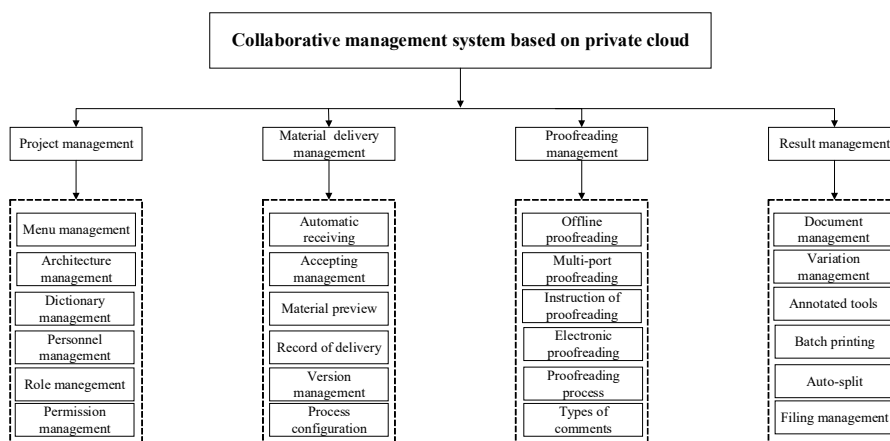 Collaborative management system based on private cloud
Project management
Material delivery
management
Proofreading
management
Result management
Menu management
Architecture
management
Dictionary
management
Personnel
management
Role manegement
Permission
management
Automatic
receiving
Accepting
management
Material preview
Record of delivery
Version
management
Process
configuration
Offline
proofreading
Multi-port
proofreading
Instruction of
proofreading
Electronic
proofreading
Proofreading
process
Types of
comments
Document
management
Variation
management
Annotated tools
Batch printing
Auto-split
Filing management